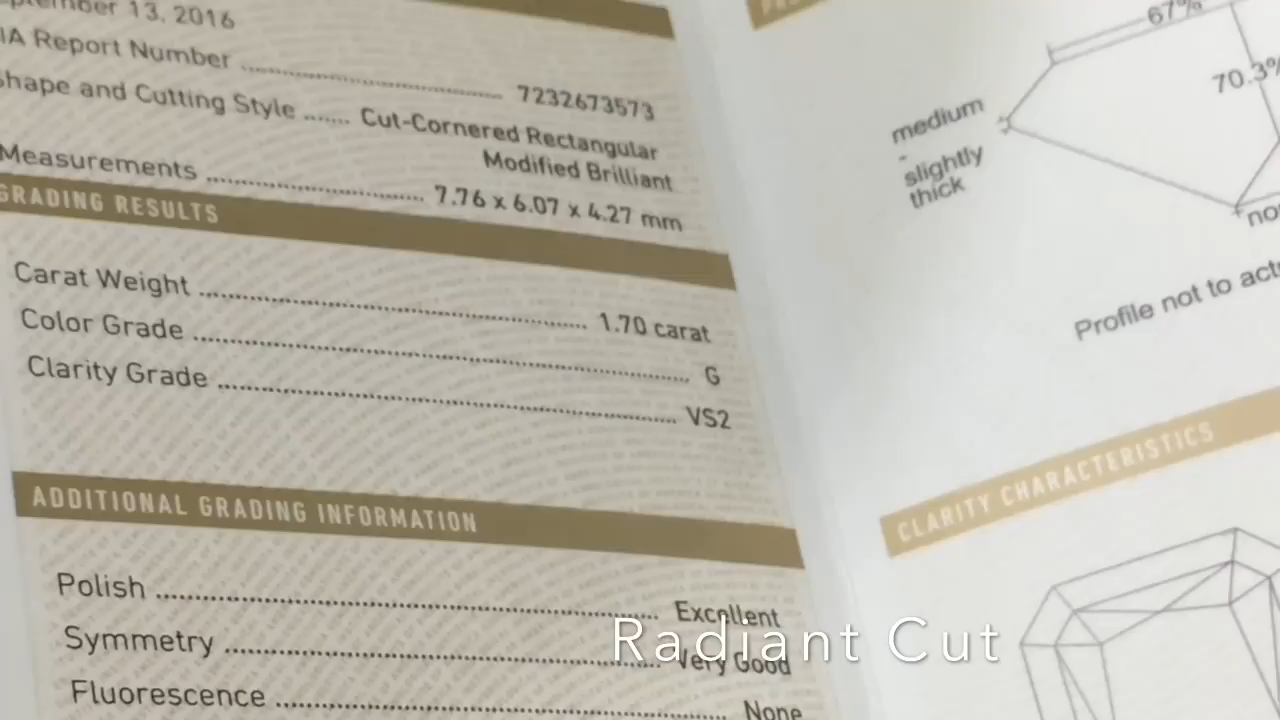 13, 2016
IA Report Number 7232673573
Shape and Cutting Style Cut-Cornered Rectangular
Modified Brilliant
Measurements 7.76 x 6.07 x 4.27 mm
GRADING RESULTS
Carat Weight 1.70 carat
Color Grade G
Clarity Grade VS2
ADDITIONAL GRADING INFORMATION
Polish Excellent
Symmetry Very Good
Fluorescence None
67%
70.3%
medium
-
slightly
thick
Profile not to
CLARITY CHARACTERISTICS
Radiant Cut